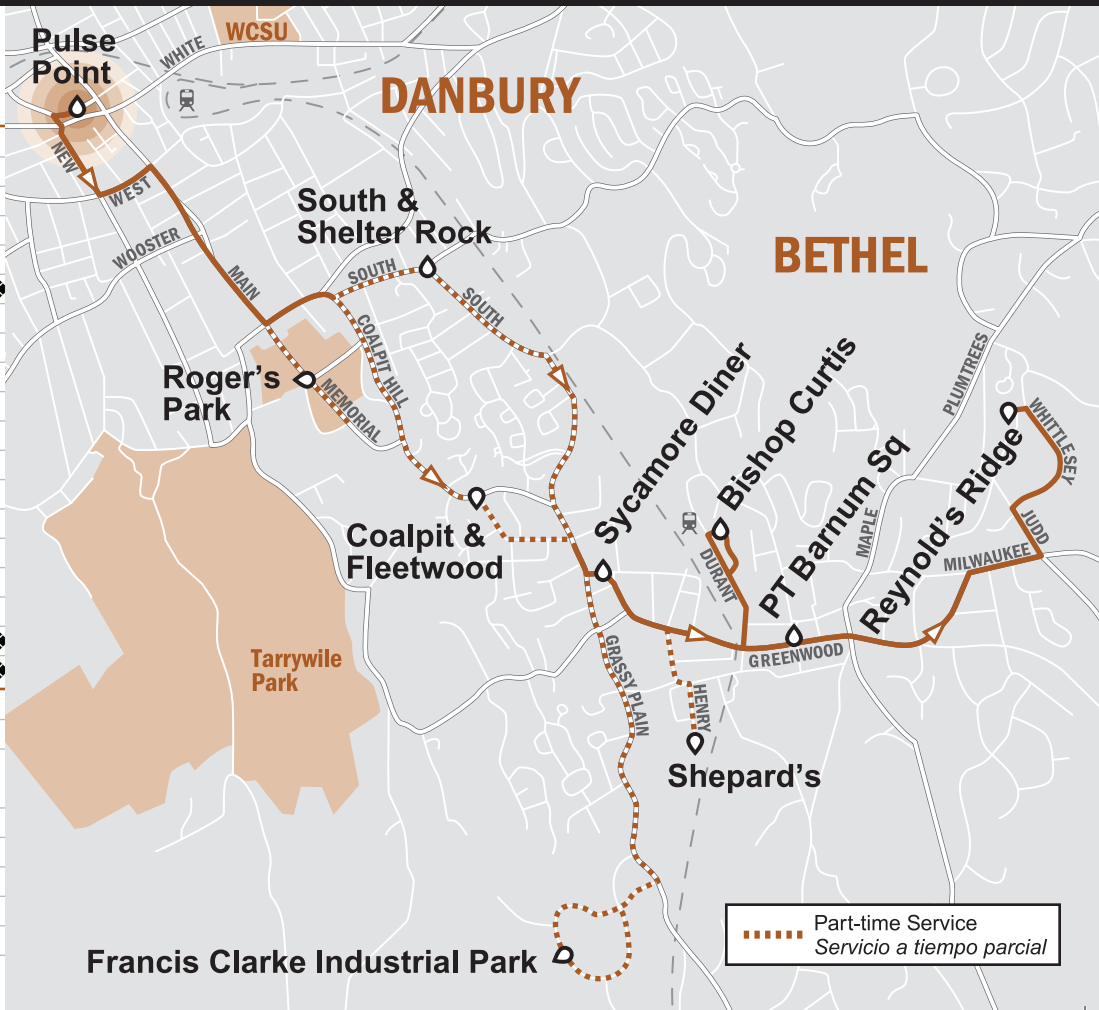 WCSU
Pulse
Point
WHITE
DANBURY
NEW
WEST
South &
Shelter Rock
WOOSTER
BETHEL
MAIN
SOUTH
SOUTH
COALPIT HILL
Roger's
Park
MEMORIAL
PLUMTREES
Sycamore Diner
Bishop Curtis
WHITTLESEY
Reynold's Ridge
PT Barnum Sq
MAPLE
JUDD
Coalpit &
Fleetwood
DURANT
MILWAUKEE
GREENWOOD
Tarrywile
Park
GRASSY PLAIN
HENRY
Shepard's
Part-time Service
Servicio a tiempo parcial
Francis Clarke Industrial Park